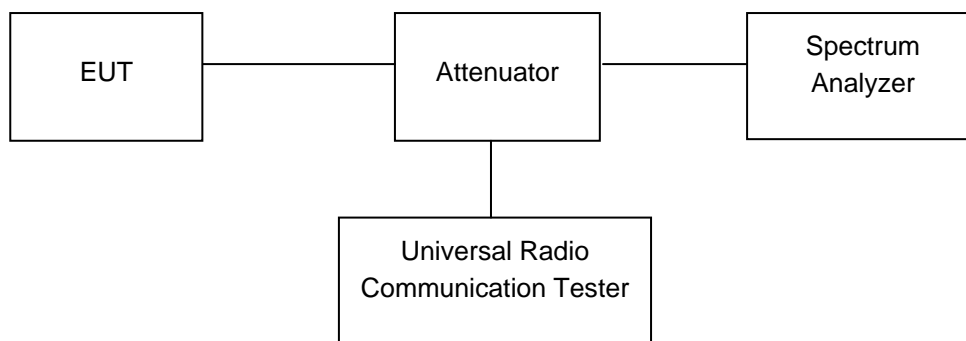 EUT
Attenuator
Spectrum
Analyzer
Universal Radio
Communication Tester